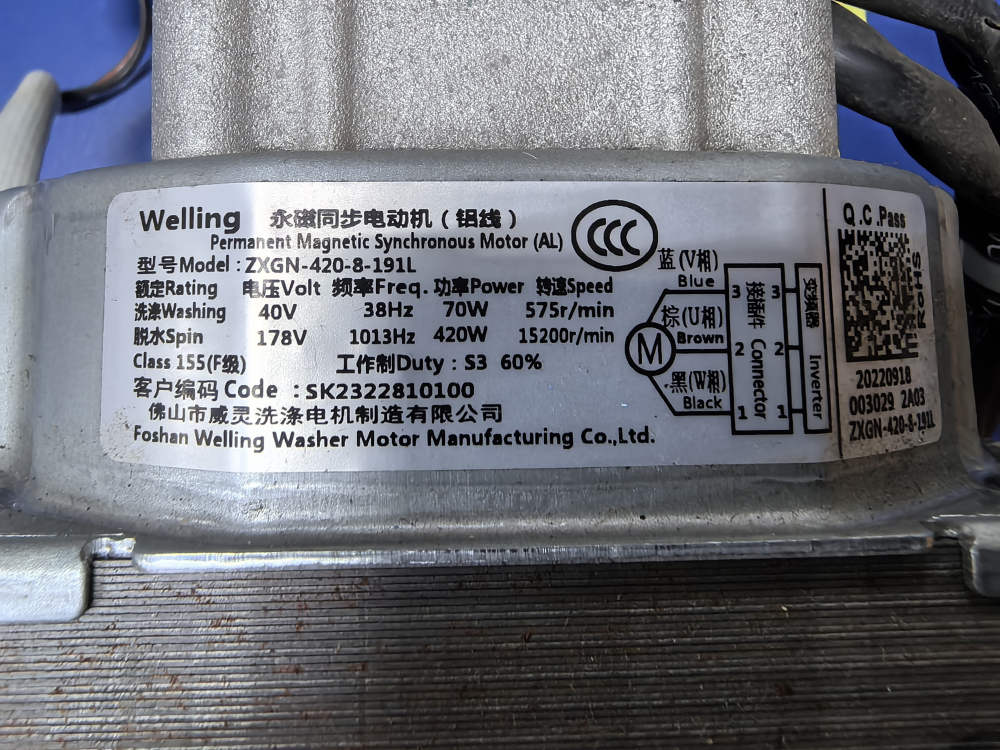 Welling 永磁同步电动机（铝线）
Permanent Magnetic Synchronous Motor (AL)
型号Model : ZXGN-420-8-191L
额定Rating 电压Volt 频率Freq. 功率Power 转速Speed
洗涤Washing 40V 38Hz 70W 575r/min
脱水Spin 178V 1013Hz 420W 15200r/min
Class 155(F级) 工作制Duty : S3 60%
客户编码 Code : SK2322810100
佛山市威灵洗涤电机制造有限公司
Foshan Welling Washer Motor Manufacturing Co.,Ltd.
CCC
蓝(V相)
Blue
棕(U相)
Brown
黑(W相)
Black
M
3 3
2 2
1 1
接插件 Connector
变频器 Inverter
Q.C.Pass
RoHS
20220918
003029 2A03
ZXGN-420-8-191L